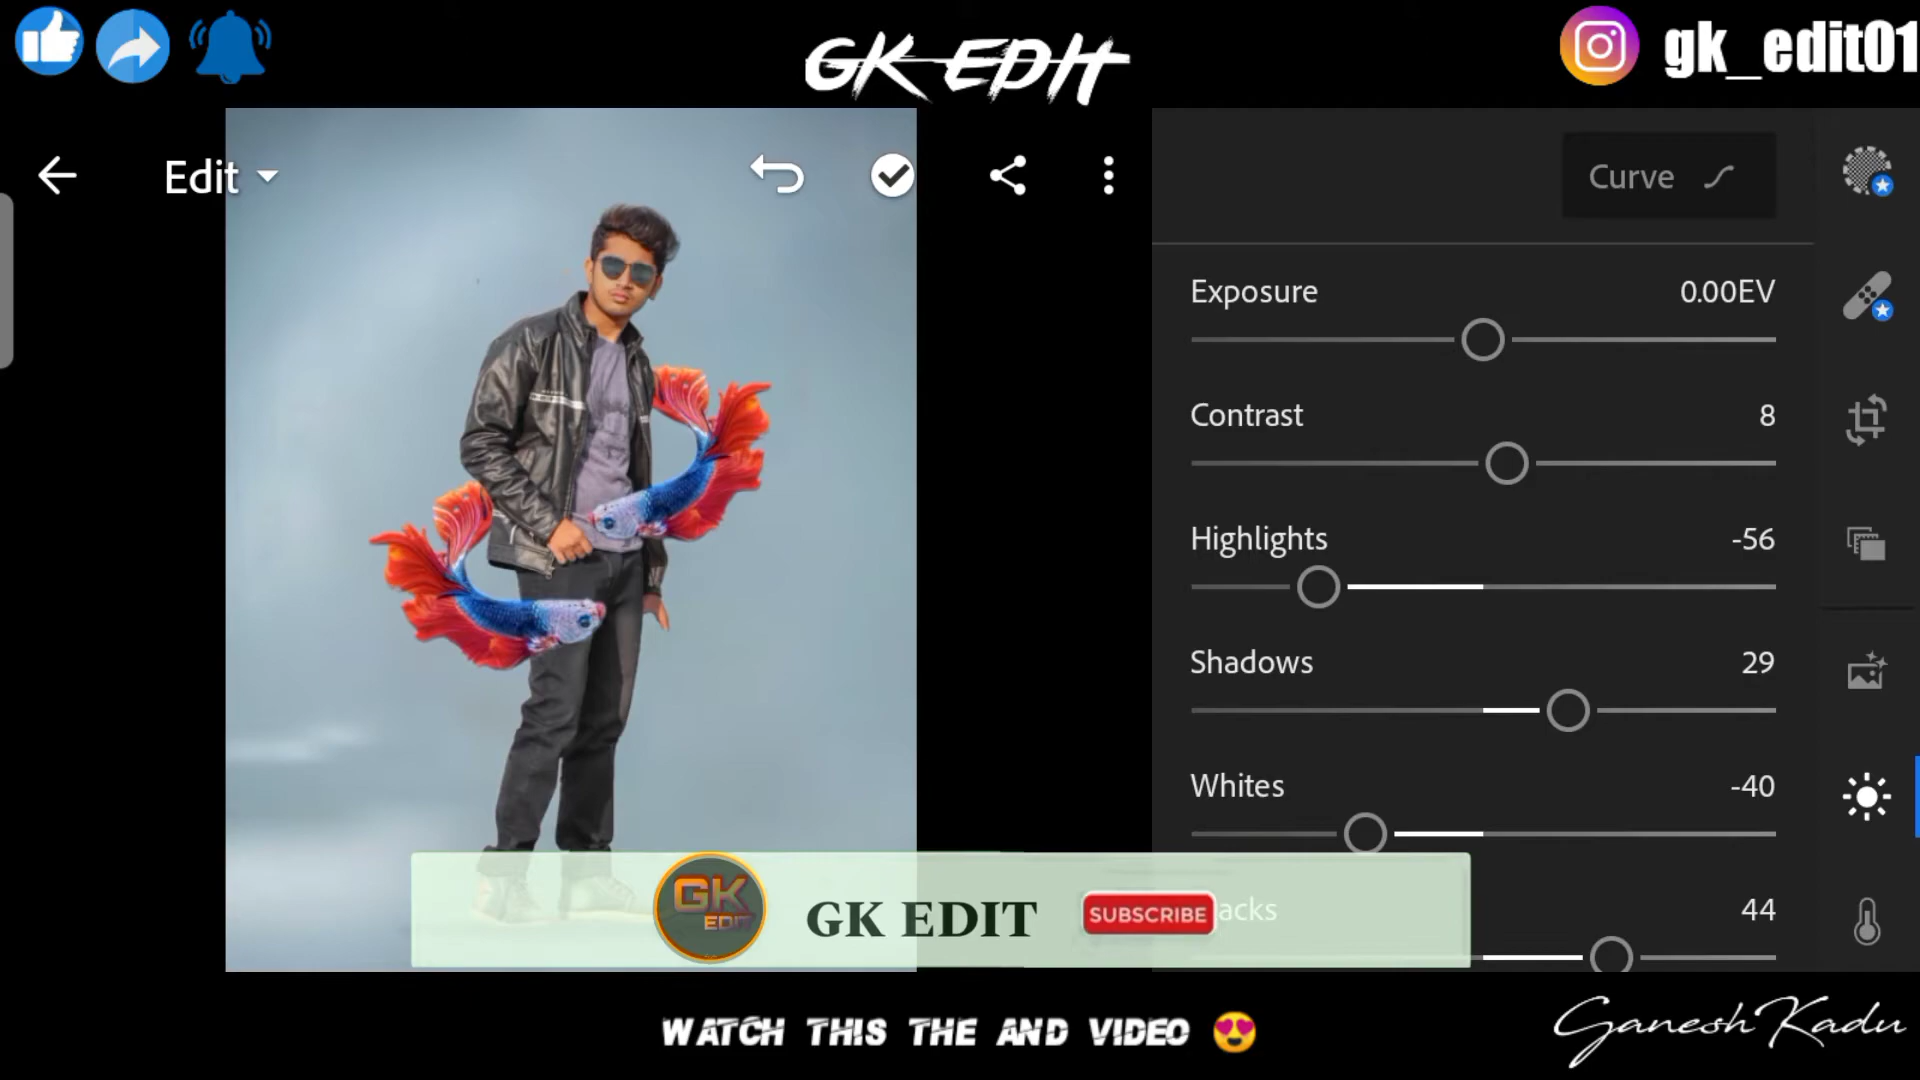 GK EDIT
gk_edit01
Edit
Curve
Exposure 0.00EV
Contrast 8
Highlights -56
Shadows 29
Whites -40
acks 44
GK EDIT
GK EDIT
SUBSCRIBE
WATCH THIS THE AND VIDEO 😍
Ganesh Kadu